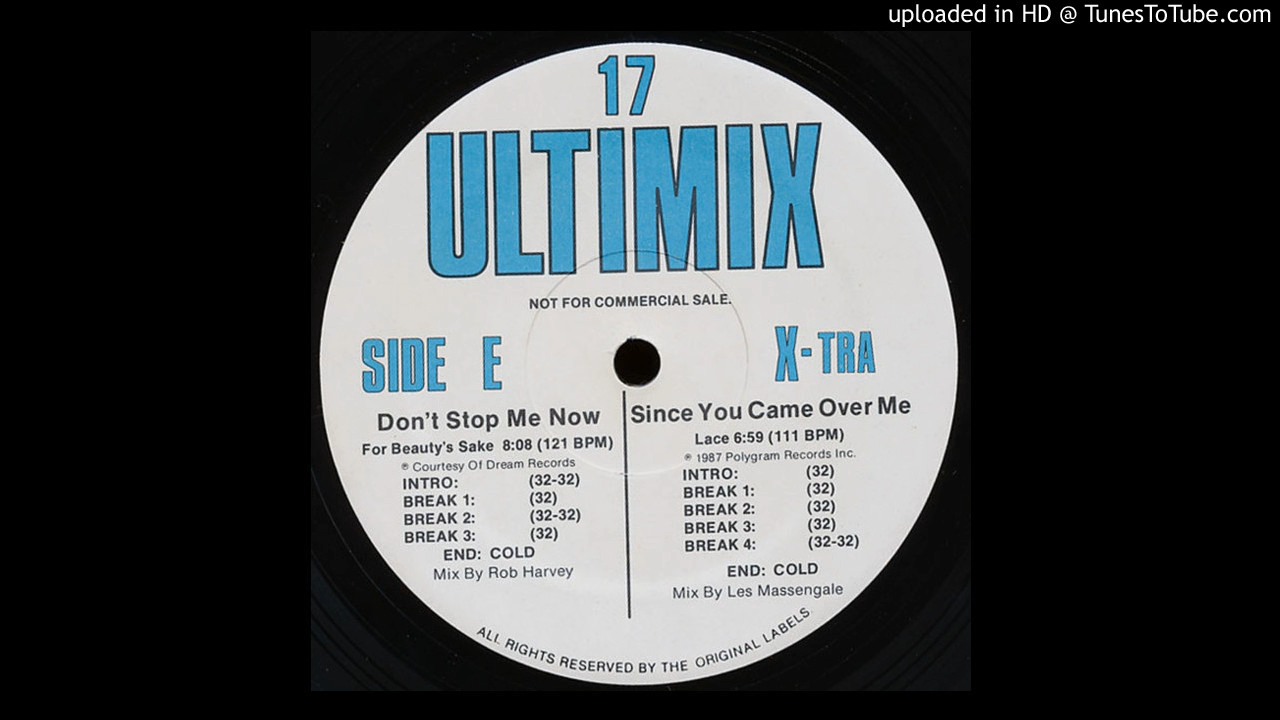 uploaded in HD @ TunesToTube.com
17
ULTIMIX
NOT FOR COMMERCIAL SALE.
SIDE E
X-TRA
Don't Stop Me Now
For Beauty's Sake 8:08 (121 BPM)
℗ Courtesy Of Dream Records
INTRO: (32-32)
BREAK 1: (32)
BREAK 2: (32-32)
BREAK 3: (32)
END: COLD
Mix By Rob Harvey
Since You Came Over Me
Lace 6:59 (111 BPM)
℗ 1987 Polygram Records Inc.
INTRO: (32)
BREAK 1: (32)
BREAK 2: (32)
BREAK 3: (32)
BREAK 4: (32-32)
END: COLD
Mix By Les Massengale
ALL RIGHTS RESERVED BY THE ORIGINAL LABELS.